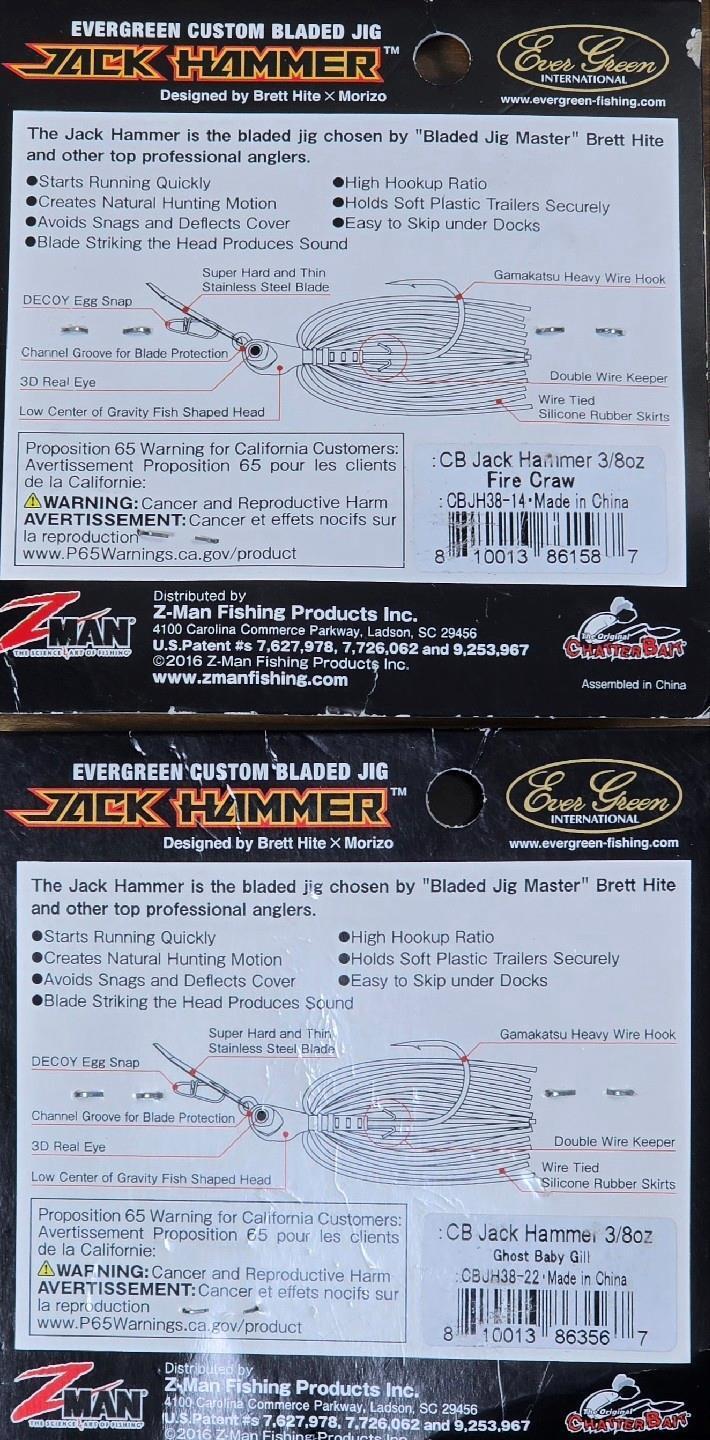 EVERGREEN CUSTOM BLADED JIG
JACK HAMMER™
Designed by Brett Hite × Morizo
Ever Green
INTERNATIONAL
www.evergreen-fishing.com
The Jack Hammer is the bladed jig chosen by "Bladed Jig Master" Brett Hite
and other top professional anglers.
●Starts Running Quickly
●Creates Natural Hunting Motion
●Avoids Snags and Deflects Cover
●Blade Striking the Head Produces Sound
●High Hookup Ratio
●Holds Soft Plastic Trailers Securely
●Easy to Skip under Docks
Super Hard and Thin
Stainless Steel Blade
Gamakatsu Heavy Wire Hook
DECOY Egg Snap
Channel Groove for Blade Protection
3D Real Eye
Low Center of Gravity Fish Shaped Head
Double Wire Keeper
Wire Tied
Silicone Rubber Skirts
Proposition 65 Warning for California Customers:
Avertissement Proposition 65 pour les clients
de la Californie:
⚠WARNING: Cancer and Reproductive Harm
AVERTISSEMENT: Cancer et effets nocifs sur
la reproduction
www.P65Warnings.ca.gov/product
:CB Jack Hammer 3/8oz
Fire Craw
:CBJH38-14・Made in China
8 10013 86158 7
Z-MAN
THE SCIENCE & ART OF FISHING
Distributed by
Z-Man Fishing Products Inc.
4100 Carolina Commerce Parkway, Ladson, SC 29456
U.S.Patent #s 7,627,978, 7,726,062 and 9,253,967
©2016 Z-Man Fishing Products Inc.
www.zmanfishing.com
The Original
CHATTERBAIT
Assembled in China
EVERGREEN CUSTOM BLADED JIG
JACK HAMMER™
Designed by Brett Hite × Morizo
Ever Green
INTERNATIONAL
www.evergreen-fishing.com
The Jack Hammer is the bladed jig chosen by "Bladed Jig Master" Brett Hite
and other top professional anglers.
●Starts Running Quickly
●Creates Natural Hunting Motion
●Avoids Snags and Deflects Cover
●Blade Striking the Head Produces Sound
●High Hookup Ratio
●Holds Soft Plastic Trailers Securely
●Easy to Skip under Docks
Super Hard and Thin
Stainless Steel Blade
Gamakatsu Heavy Wire Hook
DECOY Egg Snap
Channel Groove for Blade Protection
3D Real Eye
Low Center of Gravity Fish Shaped Head
Double Wire Keeper
Wire Tied
Silicone Rubber Skirts
Proposition 65 Warning for California Customers:
Avertissement Proposition 65 pour les clients
de la Californie:
⚠WARNING: Cancer and Reproductive Harm
AVERTISSEMENT: Cancer et effets nocifs sur
la reproduction
www.P65Warnings.ca.gov/product
:CB Jack Hammer 3/8oz
Ghost Baby Gill
:CBJH38-22・Made in China
8 10013 86356 7
Z-MAN
THE SCIENCE & ART OF FISHING
Distributed by
Z-Man Fishing Products Inc.
4100 Carolina Commerce Parkway, Ladson, SC 29456
U.S.Patent #s 7,627,978, 7,726,062 and 9,253,967
©2016 Z-Man Fishing Products Inc.
The Original
CHATTERBAIT